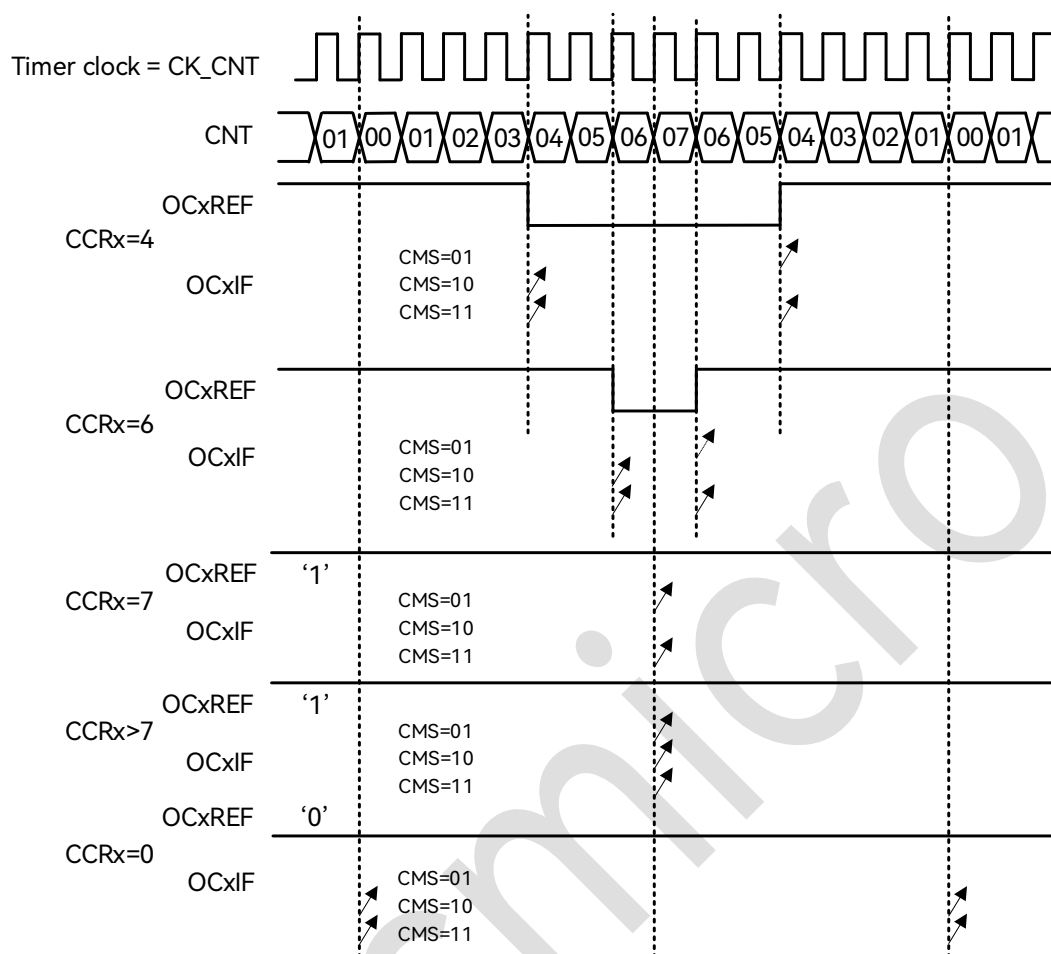 Timer clock = CK_CNT
CNT 01 00 01 02 03 04 05 06 07 06 05 04 03 02 01 00 01
OCxREF
CCRx=4
CMS=01
OCxIF CMS=10
CMS=11
OCxREF
CCRx=6
CMS=01
OCxIF CMS=10
CMS=11
OCxREF ‘1’
CCRx=7 CMS=01
OCxIF CMS=10
CMS=11
OCxREF ‘1’
CCRx>7 CMS=01
OCxIF CMS=10
CMS=11
OCxREF ‘0’
CCRx=0
OCxIF CMS=01
CMS=10
CMS=11
micro